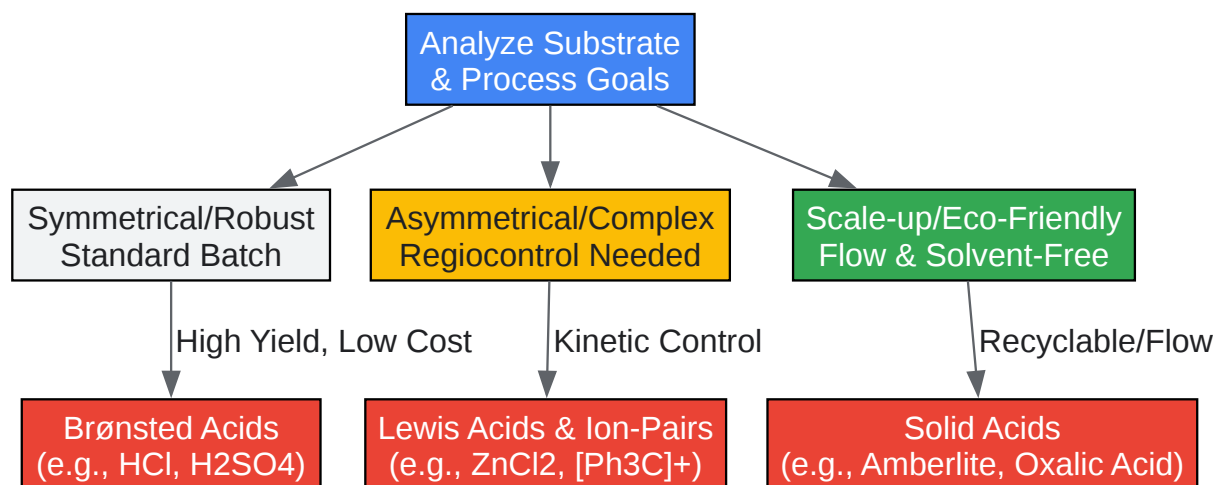 Analyze Substrate
& Process Goals
Symmetrical/Robust
Standard Batch
Asymmetrical/Complex
Regiocontrol Needed
Scale-up/Eco-Friendly
Flow & Solvent-Free
High Yield, Low Cost
Kinetic Control
Recyclable/Flow
Brønsted Acids
(e.g., HCl, H2SO4)
Lewis Acids & Ion-Pairs
(e.g., ZnCl2, [Ph3C]+)
Solid Acids
(e.g., Amberlite, Oxalic Acid)